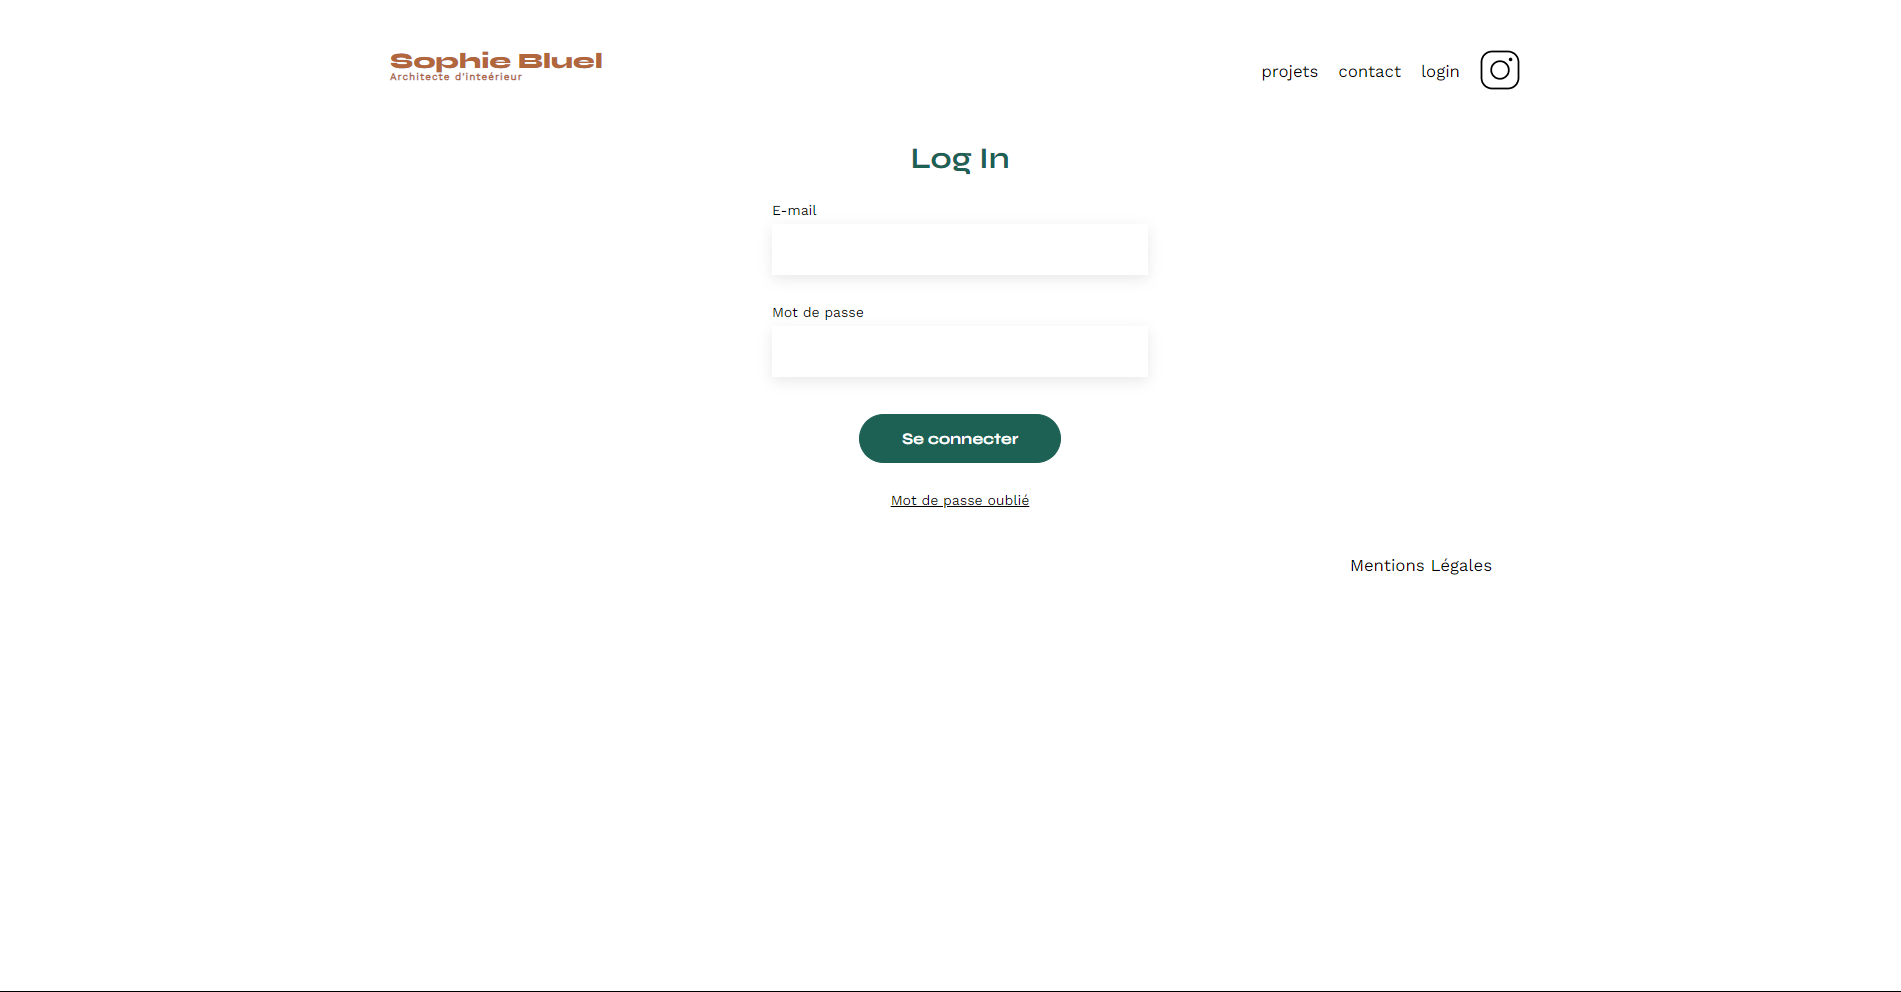 Sophie Bluel
Architecte d'inteérieur
projets contact login
Log In
E-mail
Mot de passe
Se connecter
Mot de passe oublié
Mentions Légales